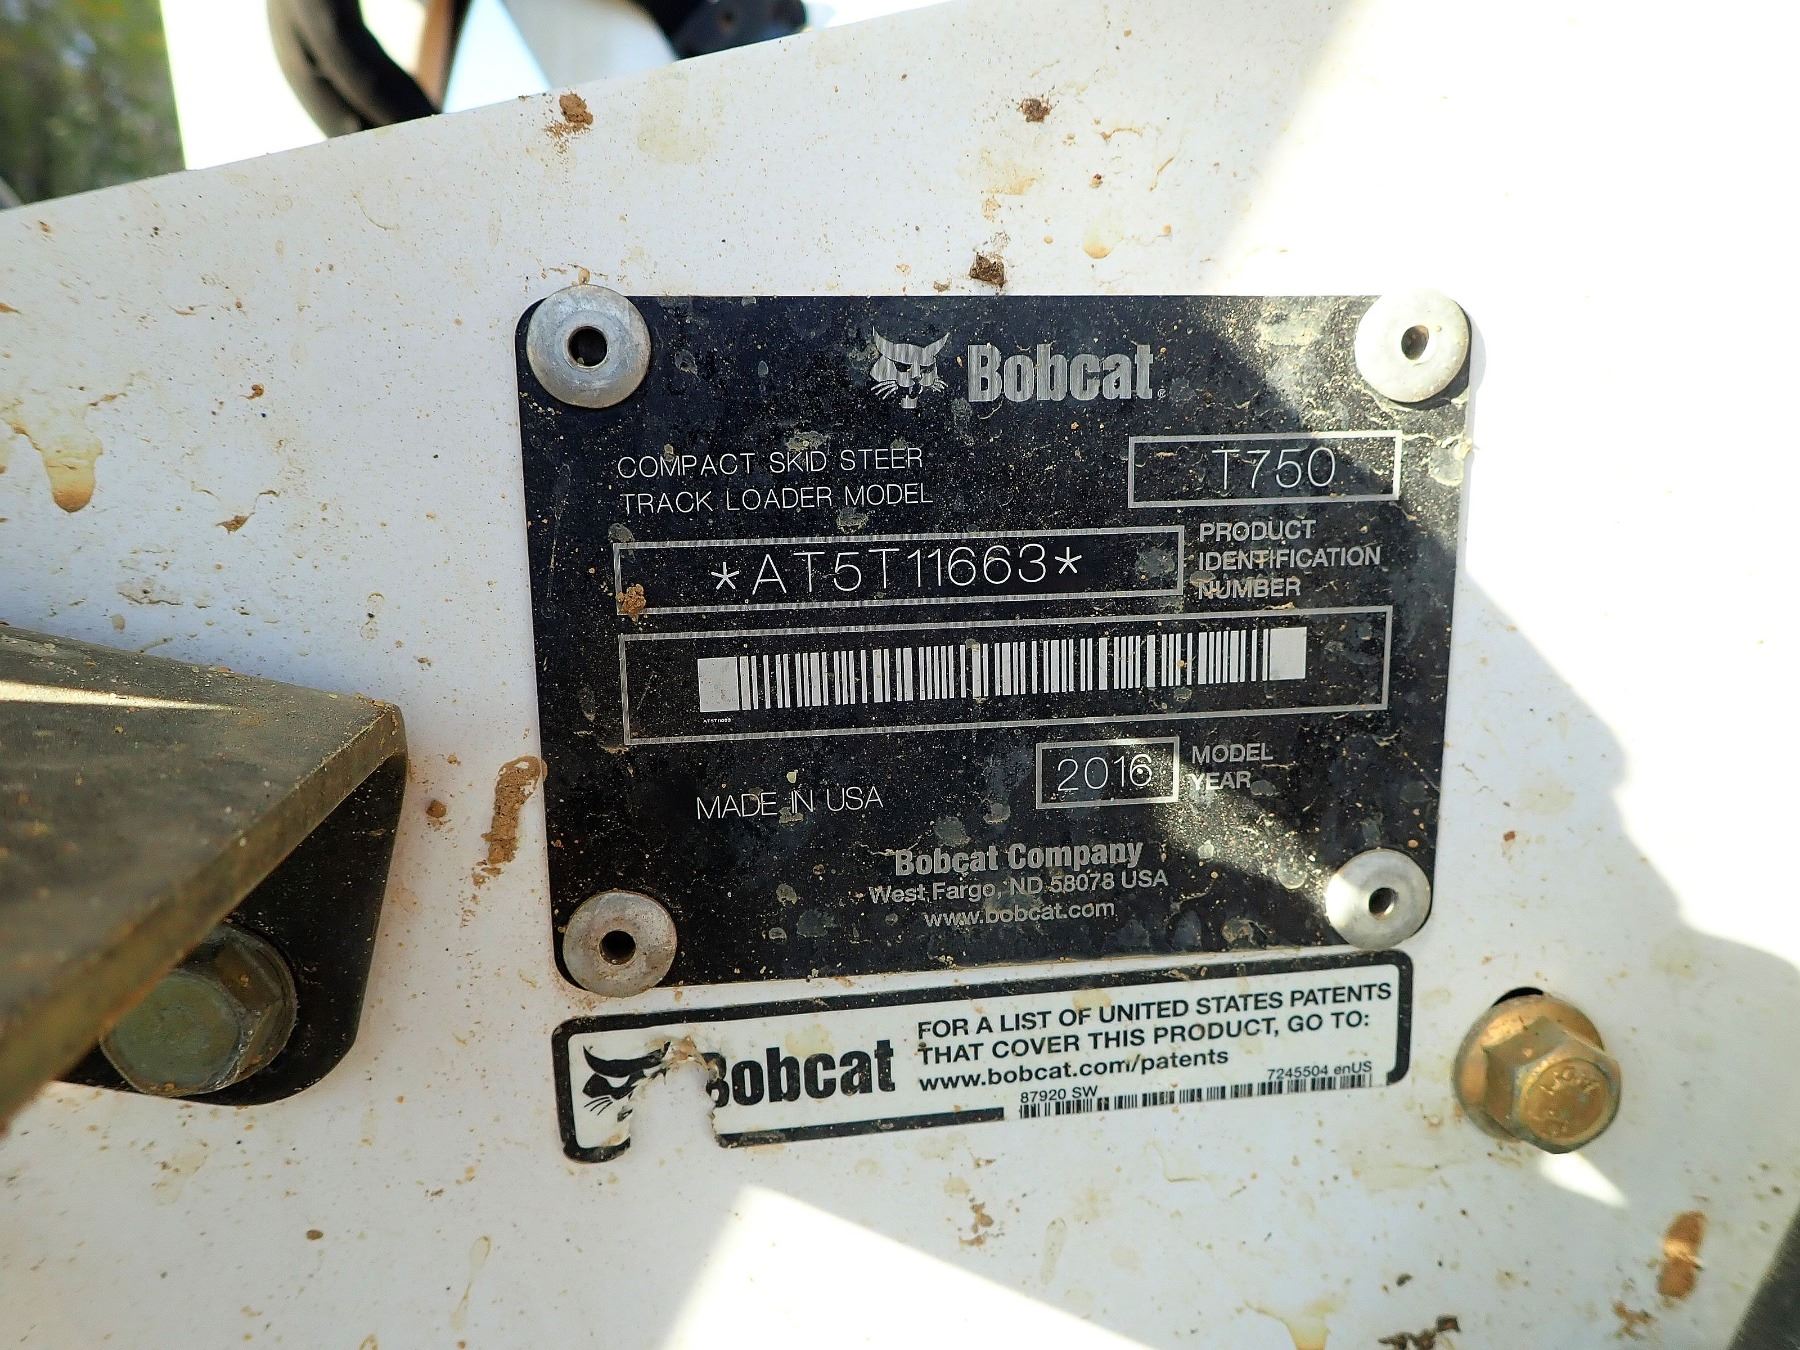 Bobcat®
COMPACT SKID STEER
TRACK LOADER MODEL
T750
*AT5T11663*
PRODUCT
IDENTIFICATION
NUMBER
AT5T11663
2016
MODEL
YEAR
MADE IN USA
Bobcat Company
West Fargo, ND 58078 USA
www.bobcat.com
Bobcat
FOR A LIST OF UNITED STATES PATENTS
THAT COVER THIS PRODUCT, GO TO:
www.bobcat.com/patents
87920 SW
7245504 enUS